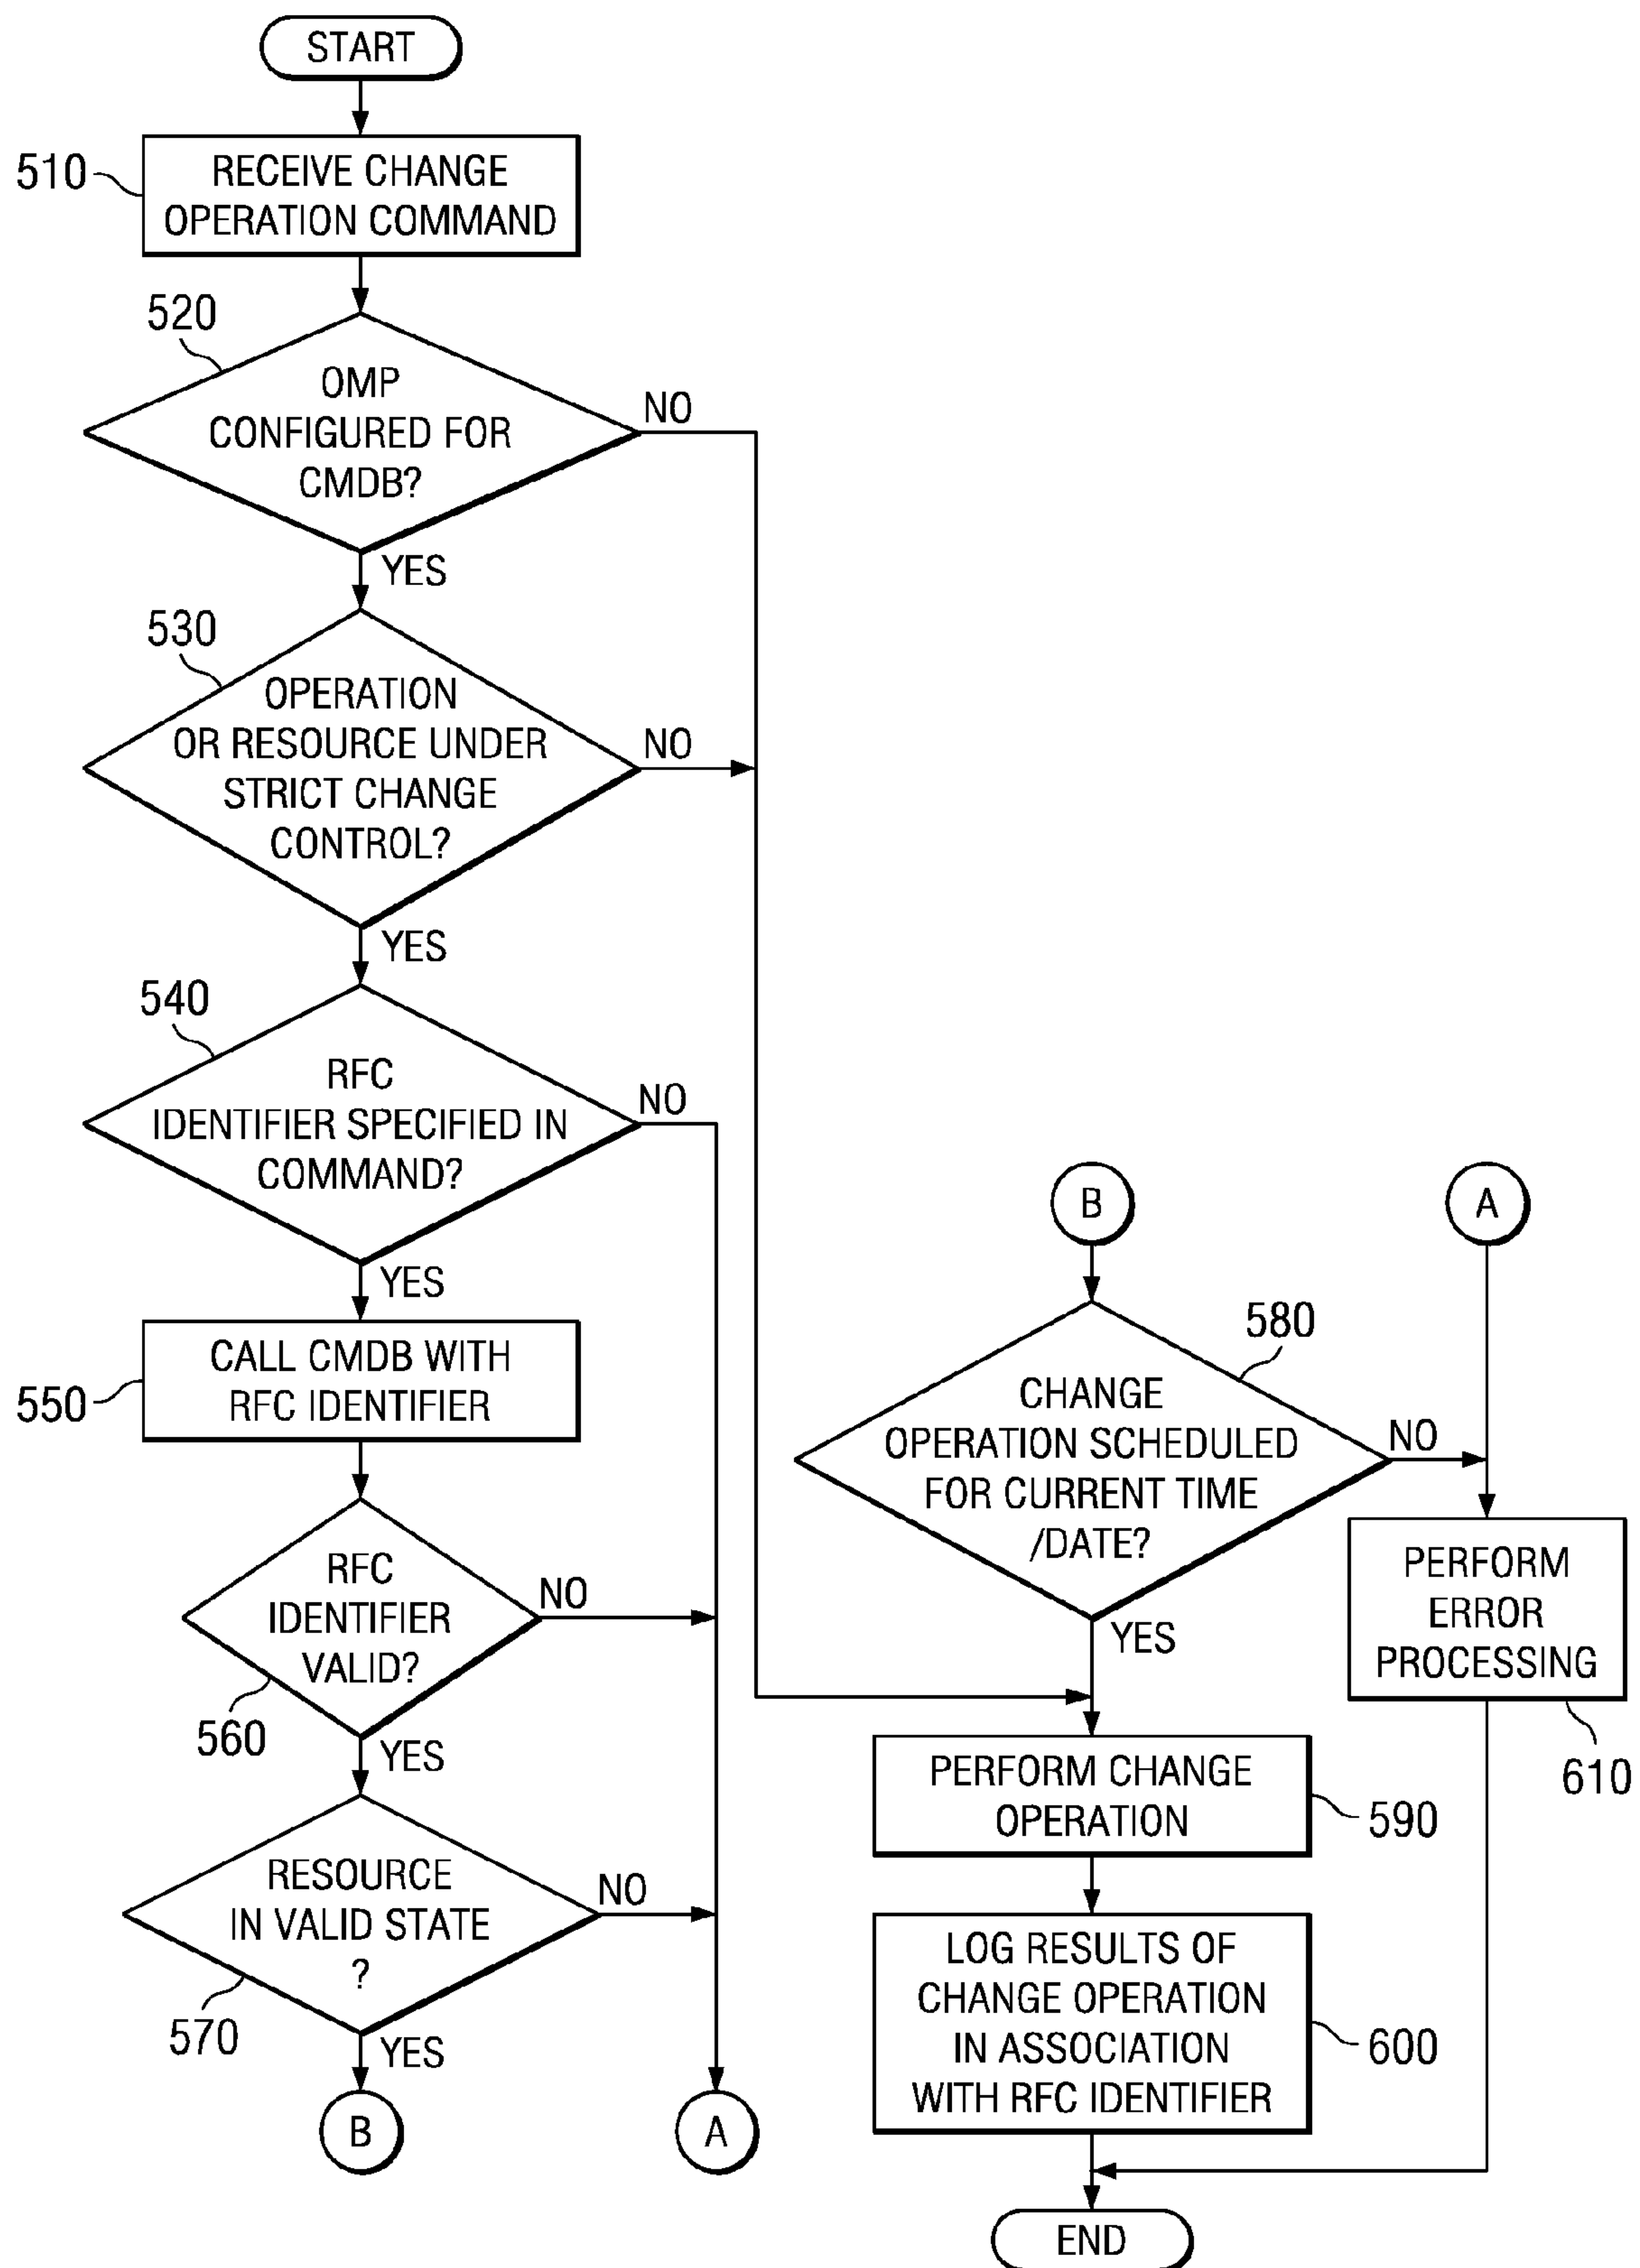 START
510
RECEIVE CHANGE
OPERATION COMMAND
520
OMP
CONFIGURED FOR
CMDB?
NO
YES
530
OPERATION
OR RESOURCE UNDER
STRICT CHANGE
CONTROL?
NO
YES
540
RFC
IDENTIFIER SPECIFIED IN
COMMAND?
NO
YES
550
CALL CMDB WITH
RFC IDENTIFIER
RFC
IDENTIFIER
VALID?
NO
560
YES
RESOURCE
IN VALID STATE
?
NO
570
YES
B
A
B
A
580
CHANGE
OPERATION SCHEDULED
FOR CURRENT TIME
/DATE?
NO
YES
PERFORM
ERROR
PROCESSING
610
PERFORM CHANGE
OPERATION
590
LOG RESULTS OF
CHANGE OPERATION
IN ASSOCIATION
WITH RFC IDENTIFIER
600
END